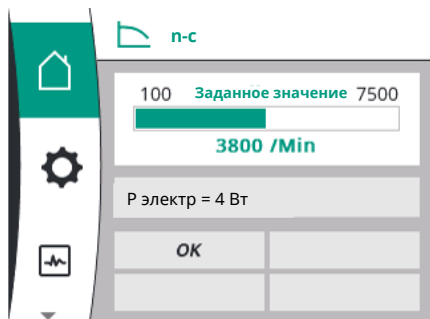 n-c
100 Заданное значение 7500
3800 /Min
Р электр = 4 Вт
OK